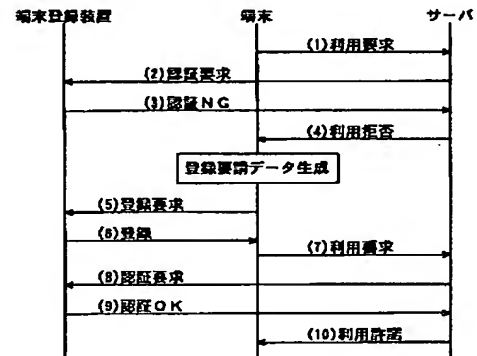 端末登録装置 端末 サーバ
(1)利用要求
(2)認証要求
(3)認証NG
(4)利用拒否
登録要請データ生成
(5)登録要求
(6)登録
(7)利用要求
(8)認証要求
(9)認証OK
(10)利用許諾